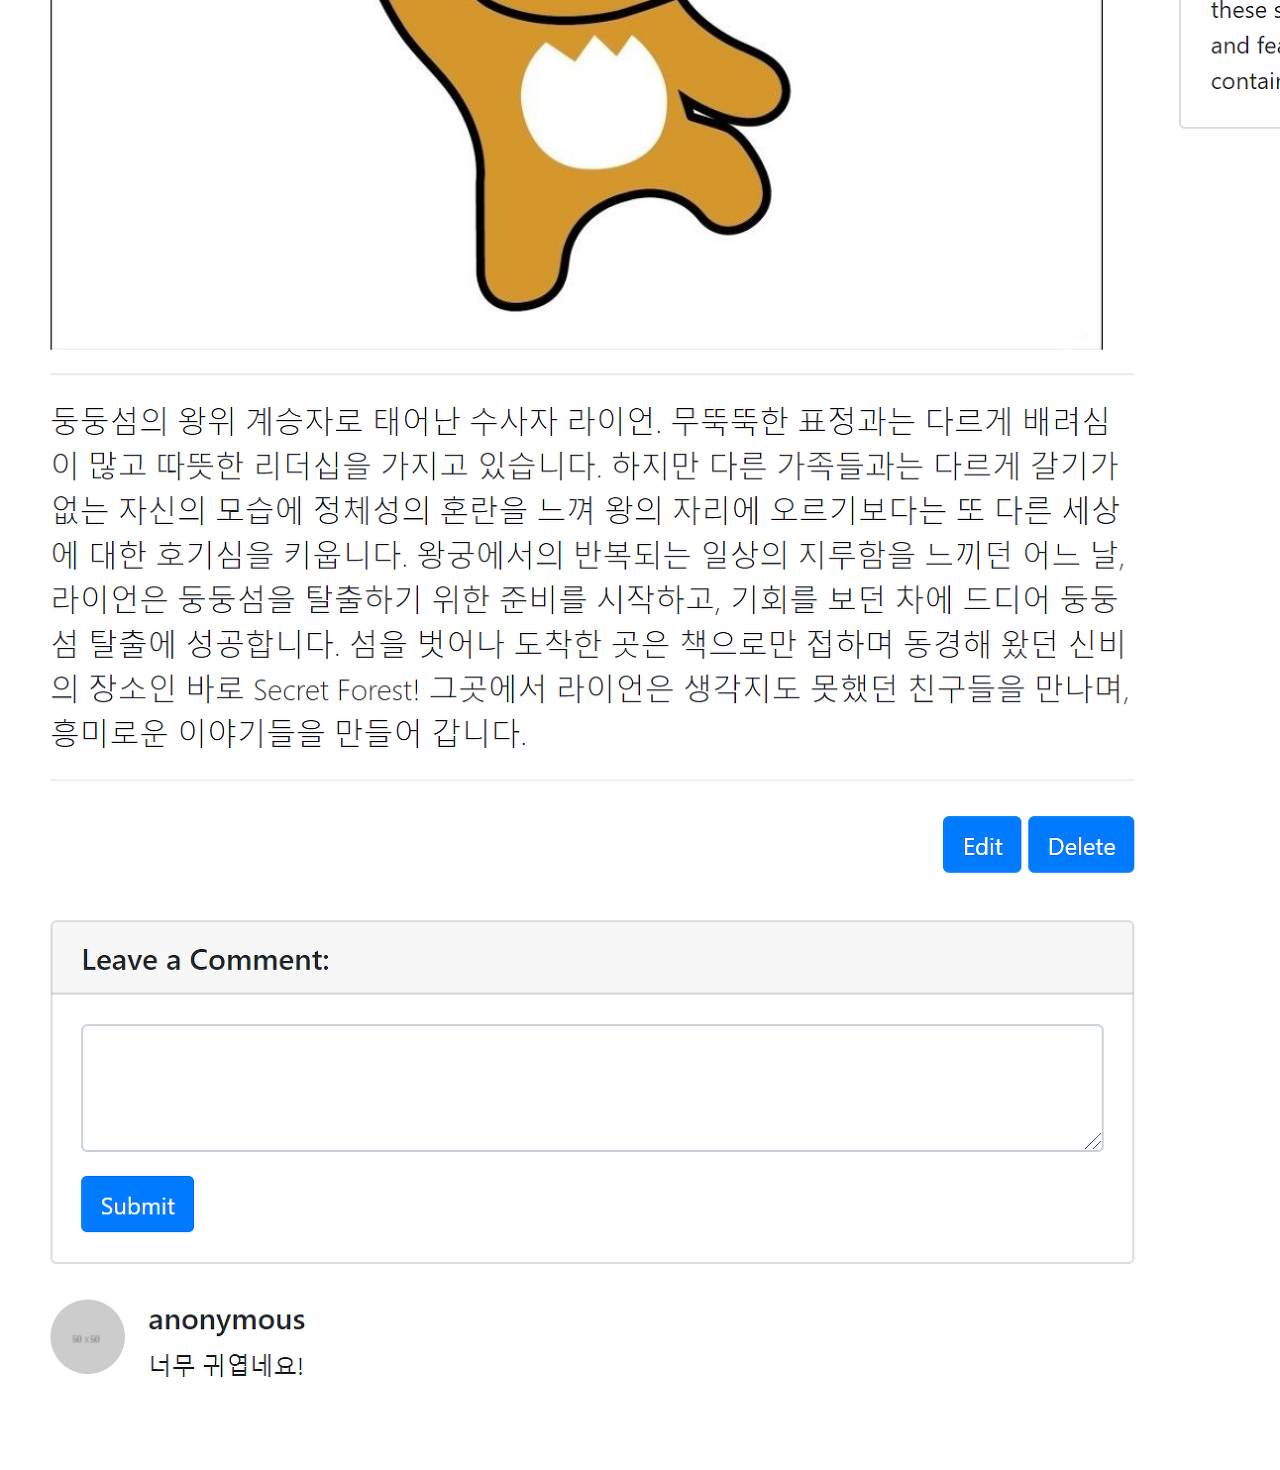 these s
and fea
contain
둥둥섬의 왕위 계승자로 태어난 수사자 라이언. 무뚝뚝한 표정과는 다르게 배려심
이 많고 따뜻한 리더십을 가지고 있습니다. 하지만 다른 가족들과는 다르게 갈기가
없는 자신의 모습에 정체성의 혼란을 느껴 왕의 자리에 오르기보다는 또 다른 세상
에 대한 호기심을 키웁니다. 왕궁에서의 반복되는 일상의 지루함을 느끼던 어느 날,
라이언은 둥둥섬을 탈출하기 위한 준비를 시작하고, 기회를 보던 차에 드디어 둥둥
섬 탈출에 성공합니다. 섬을 벗어나 도착한 곳은 책으로만 접하며 동경해 왔던 신비
의 장소인 바로 Secret Forest! 그곳에서 라이언은 생각지도 못했던 친구들을 만나며,
흥미로운 이야기들을 만들어 갑니다.
Edit Delete
Leave a Comment:
Submit
50 x 50
anonymous
너무 귀엽네요!